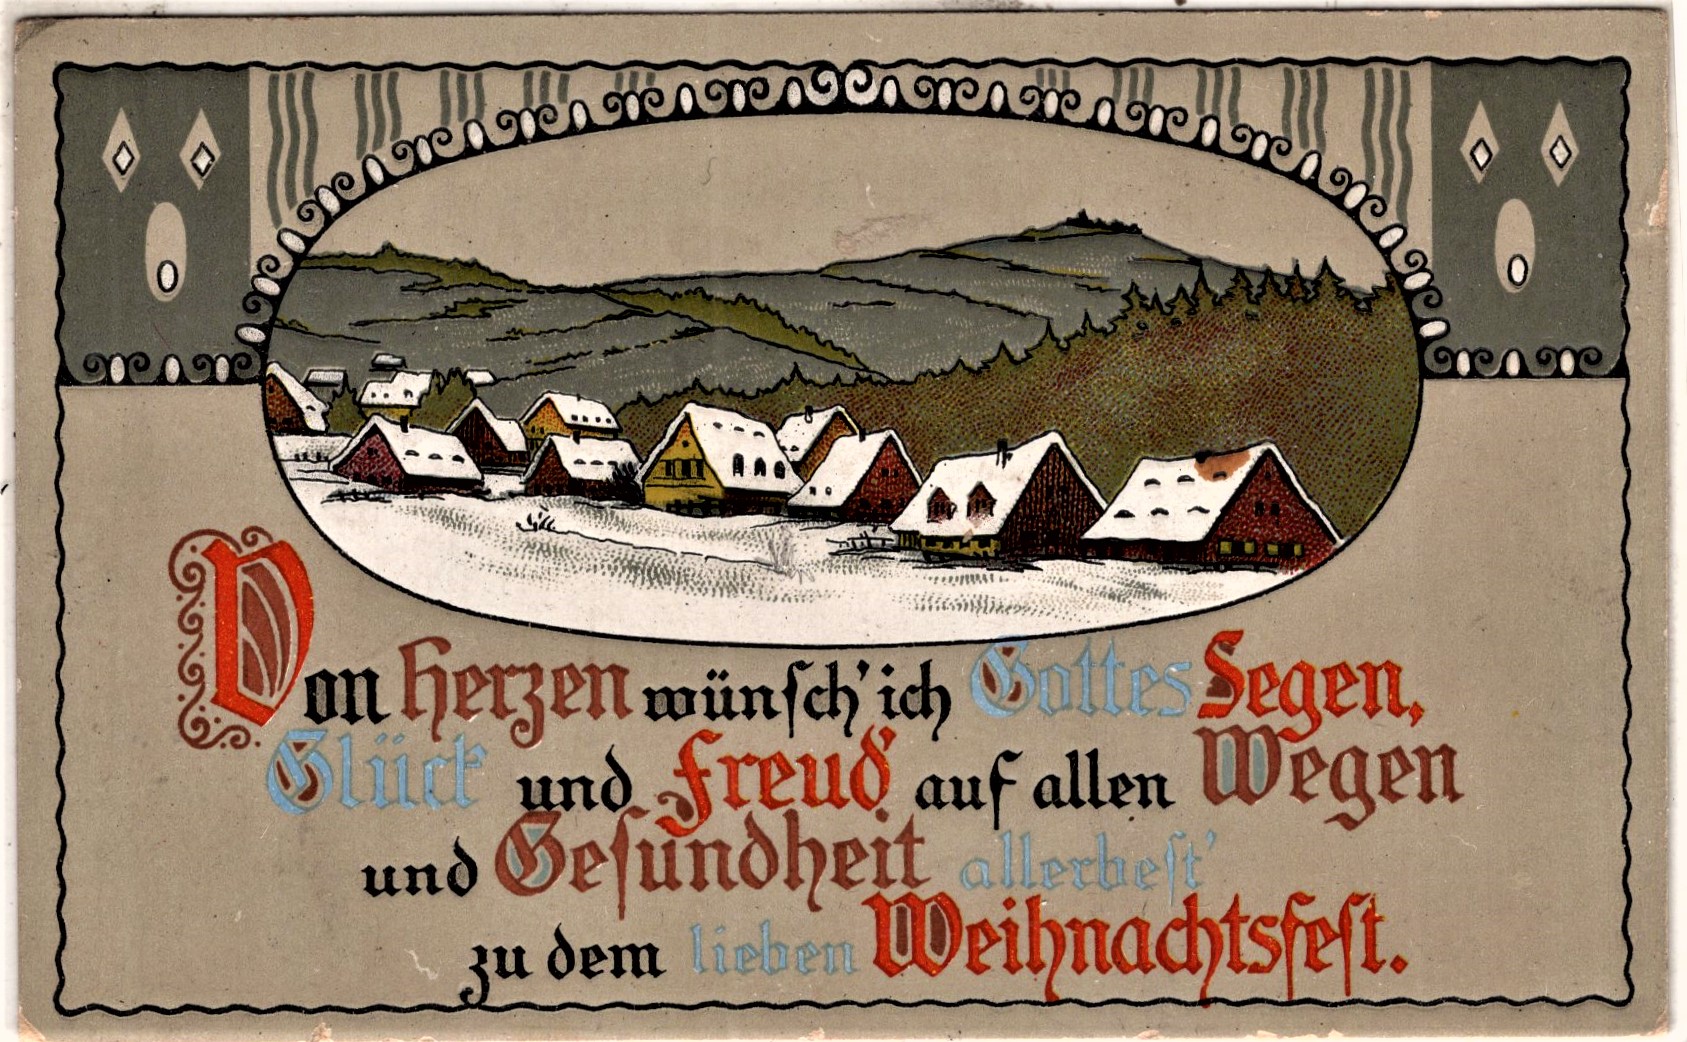 Von Herzen wünsch' ich Gottes Segen,
Glück und Freud' auf allen Wegen
und Gesundheit allerbest'
zu dem lieben Weihnachtsfest.